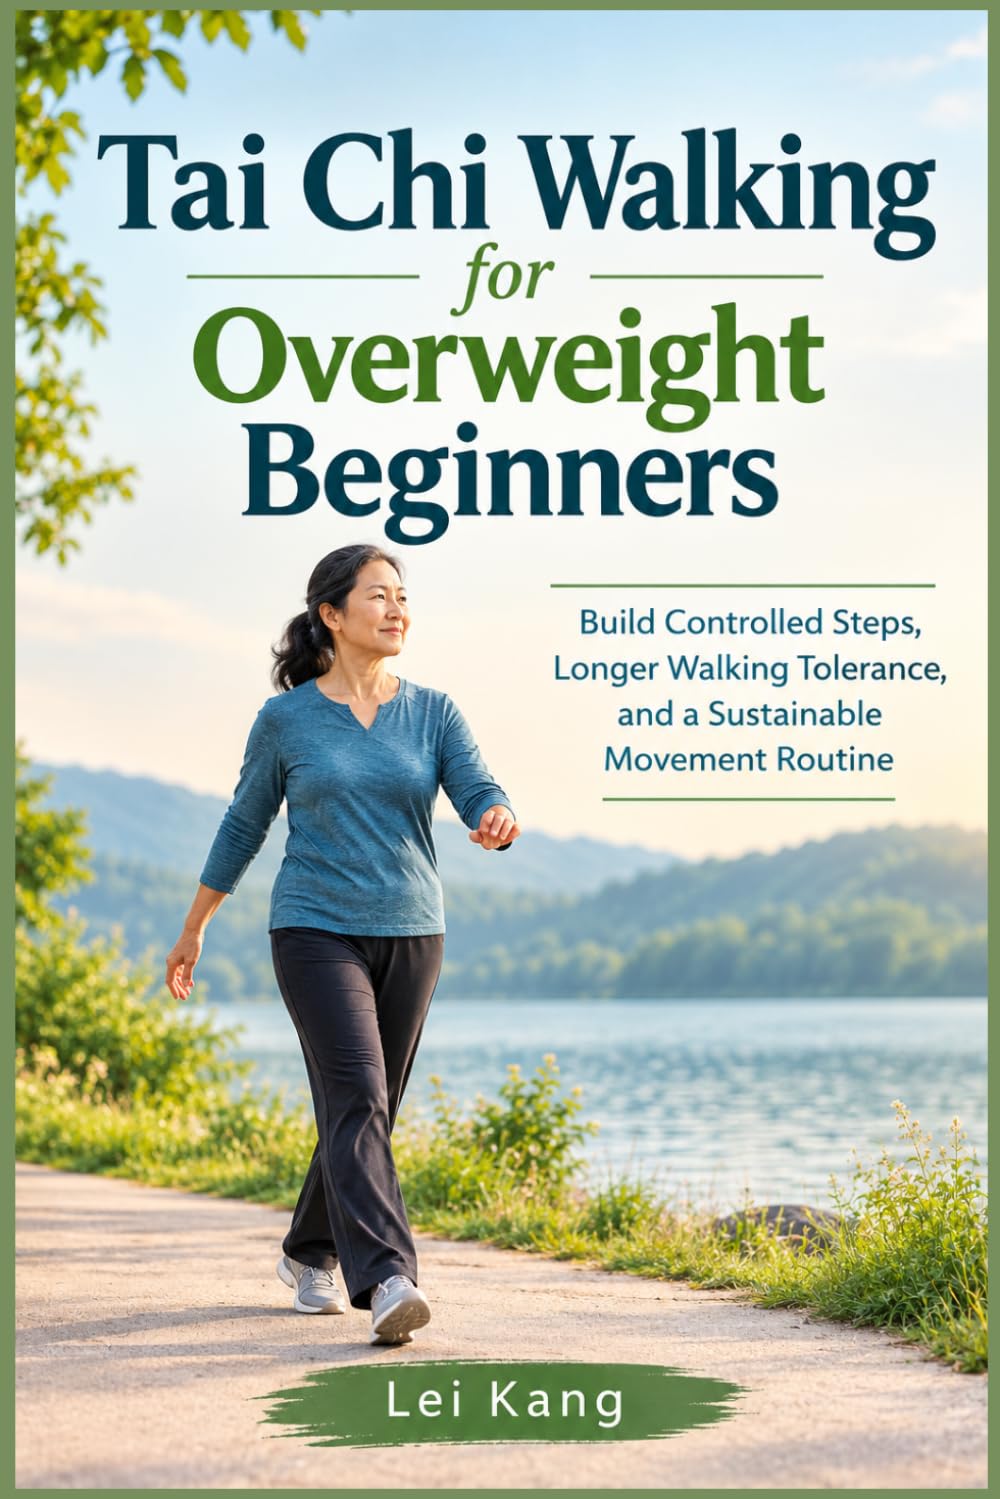 Tai Chi Walking
for
Overweight
Beginners
Build Controlled Steps,
Longer Walking Tolerance,
and a Sustainable
Movement Routine
Lei Kang